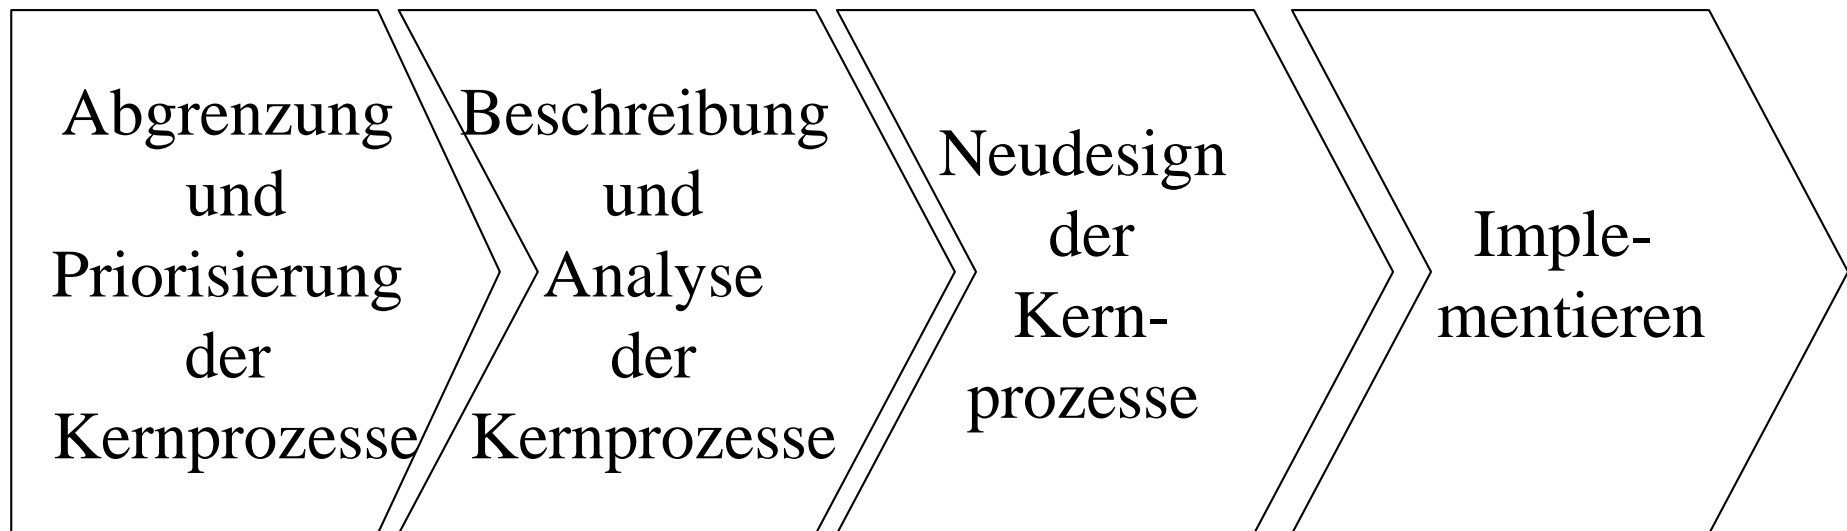 Abgrenzung
und
Priorisierung
der
Kernprozesse
Beschreibung
und
Analyse
der
Kernprozesse
Neudesign
der
Kern-
prozesse
Imple-
mentieren